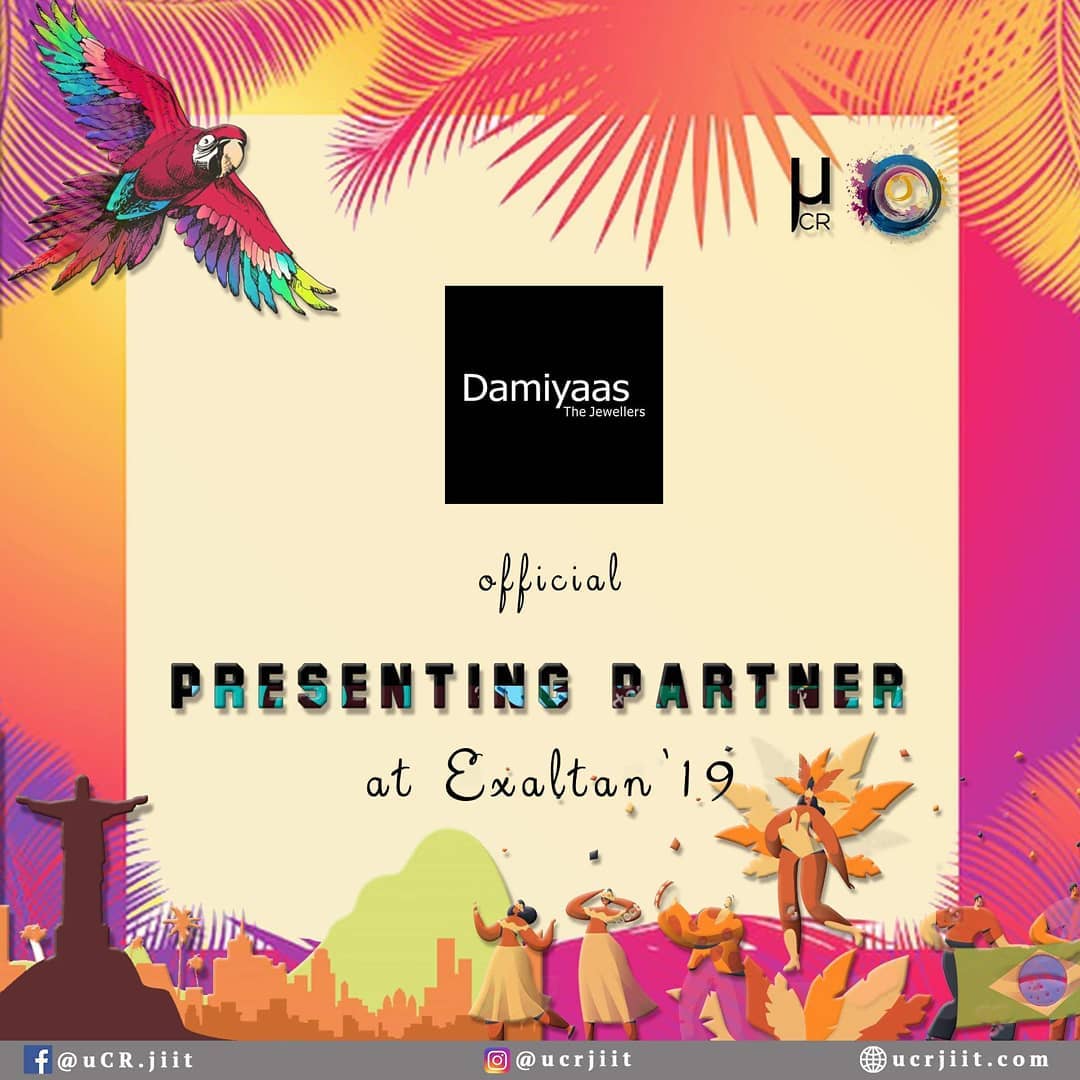 µ
CR
Damiyaas
The Jewellers
official
PRESENTING PARTNER
at Exaltan'19
@uCR.jiit
@ucrjiit
ucrjiit.com